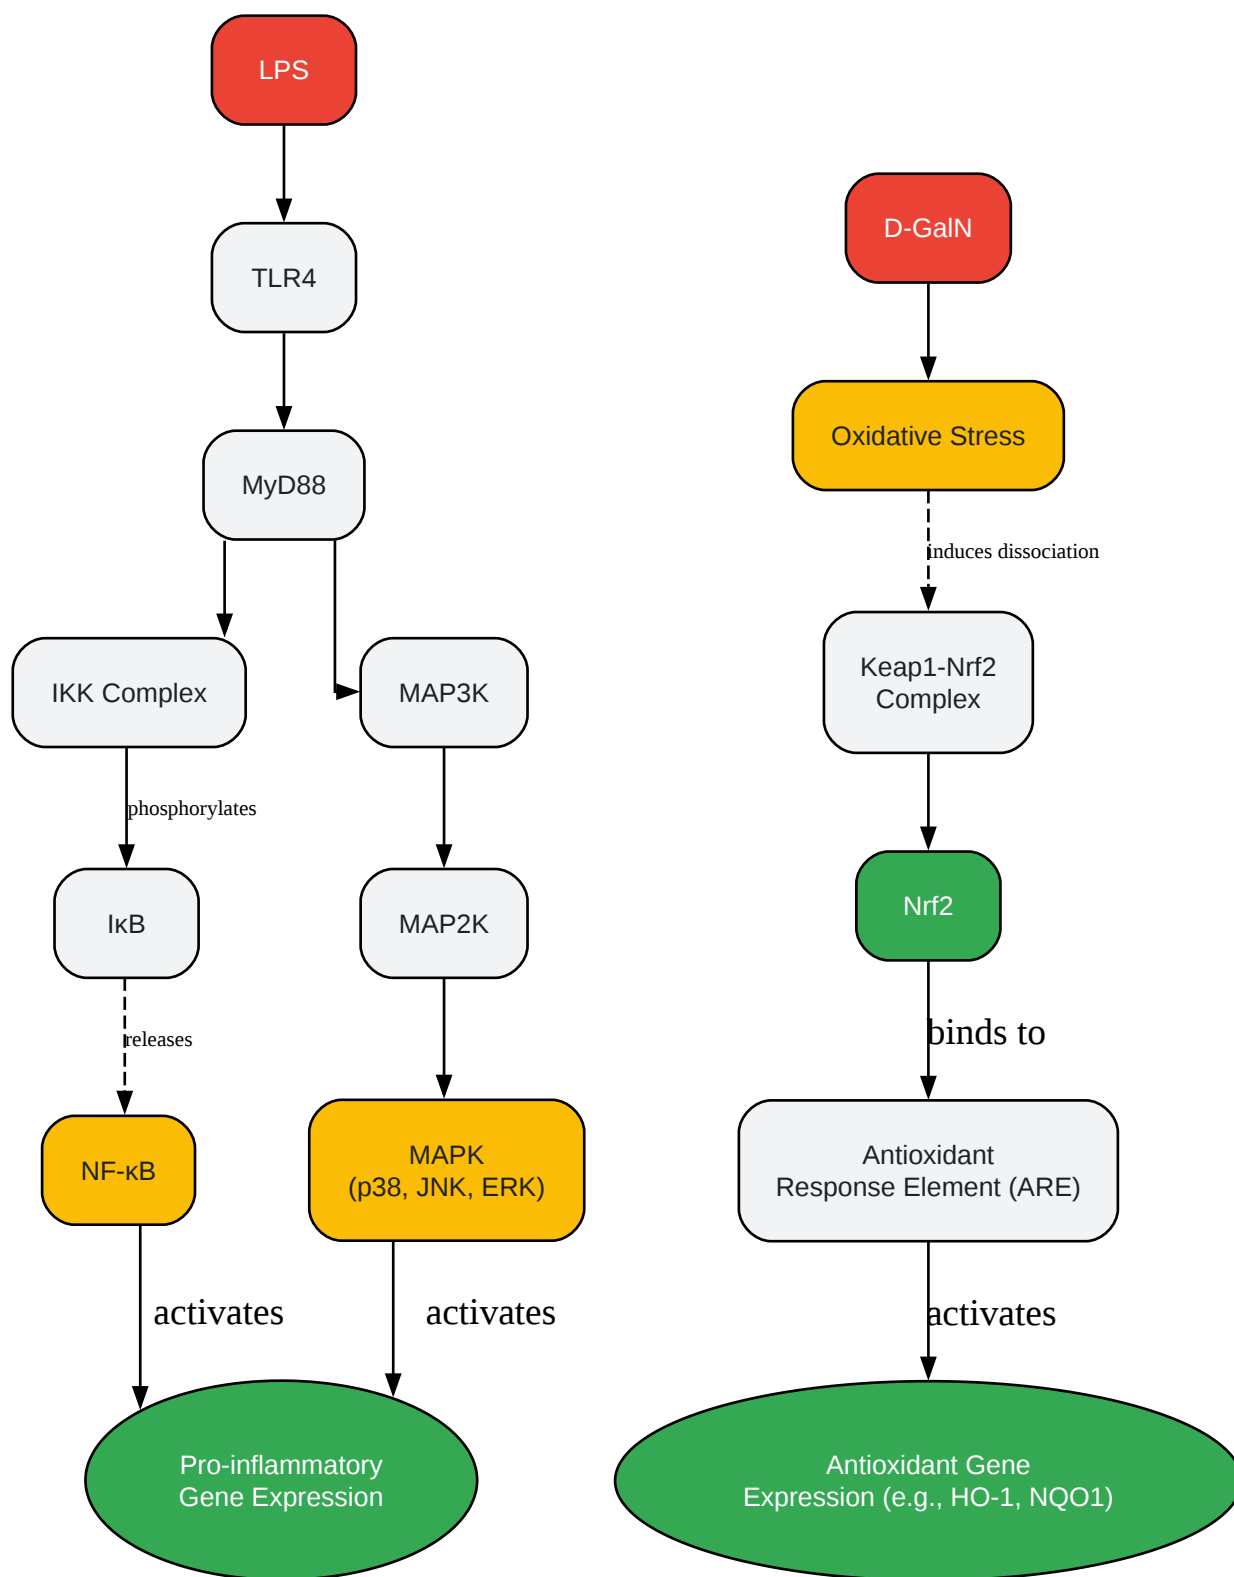 LPS
TLR4
MyD88
IKK Complex
MAP3K
phosphorylates
IκB
MAP2K
releases
NF-κB
MAPK
(p38, JNK, ERK)
activates
activates
Pro-inflammatory
Gene Expression
D-GalN
Oxidative Stress
induces dissociation
Keap1-Nrf2
Complex
Nrf2
binds to
Antioxidant
Response Element (ARE)
activates
Antioxidant Gene
Expression (e.g., HO-1, NQO1)